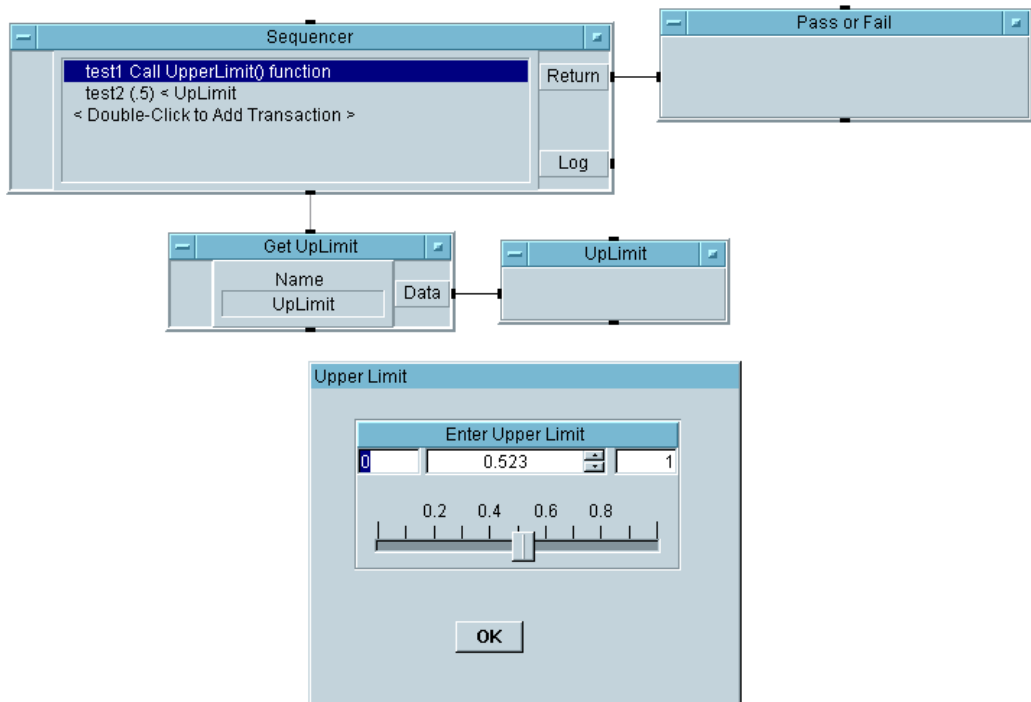 Sequencer
test1 Call UpperLimit() function
test2 (.5) < UpLimit
< Double-Click to Add Transaction >
Return
Log
Pass or Fail
Get UpLimit
Name
UpLimit
Data
UpLimit
Upper Limit
Enter Upper Limit
0 0.523 1
0.2 0.4 0.6 0.8
OK